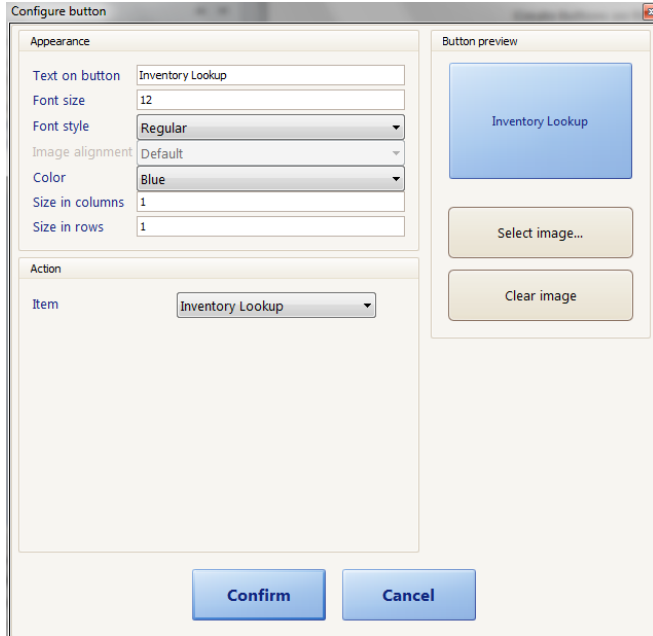 Configure button
Appearance
Text on button Inventory Lookup
Font size 12
Font style Regular
Image alignment Default
Color Blue
Size in columns 1
Size in rows 1
Action
Item Inventory Lookup
Button preview
Inventory Lookup
Select image...
Clear image
Confirm Cancel